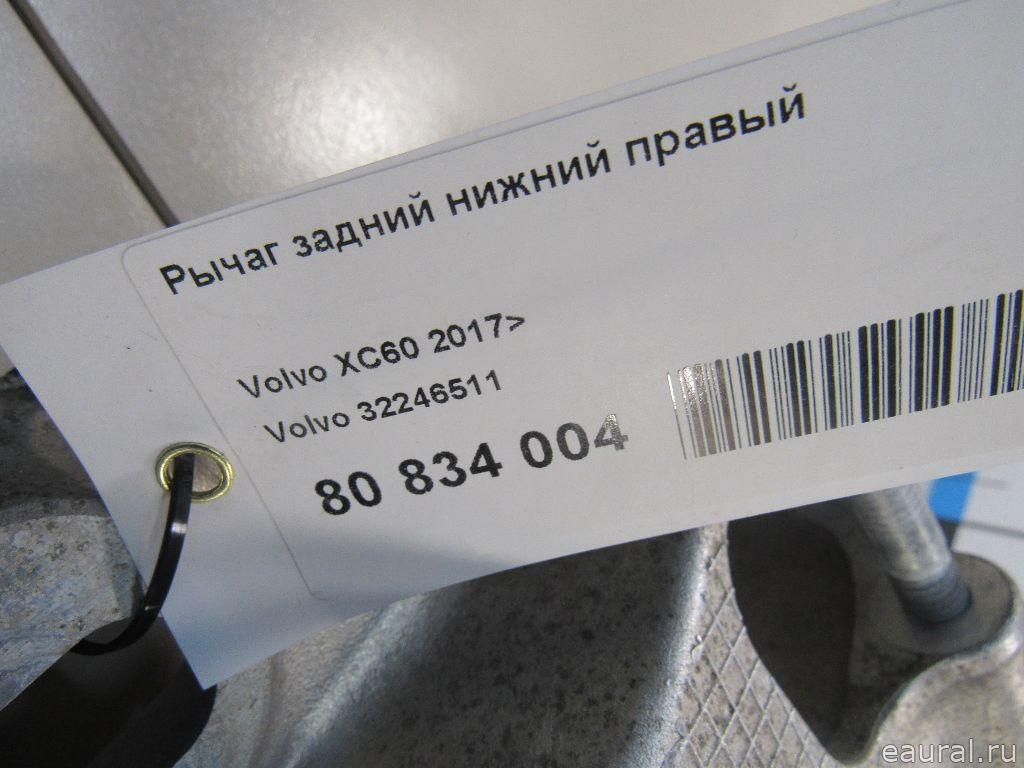 Рычаг задний нижний правый
Volvo XC60 2017>
Volvo 32246511
80 834 004
eaural.ru